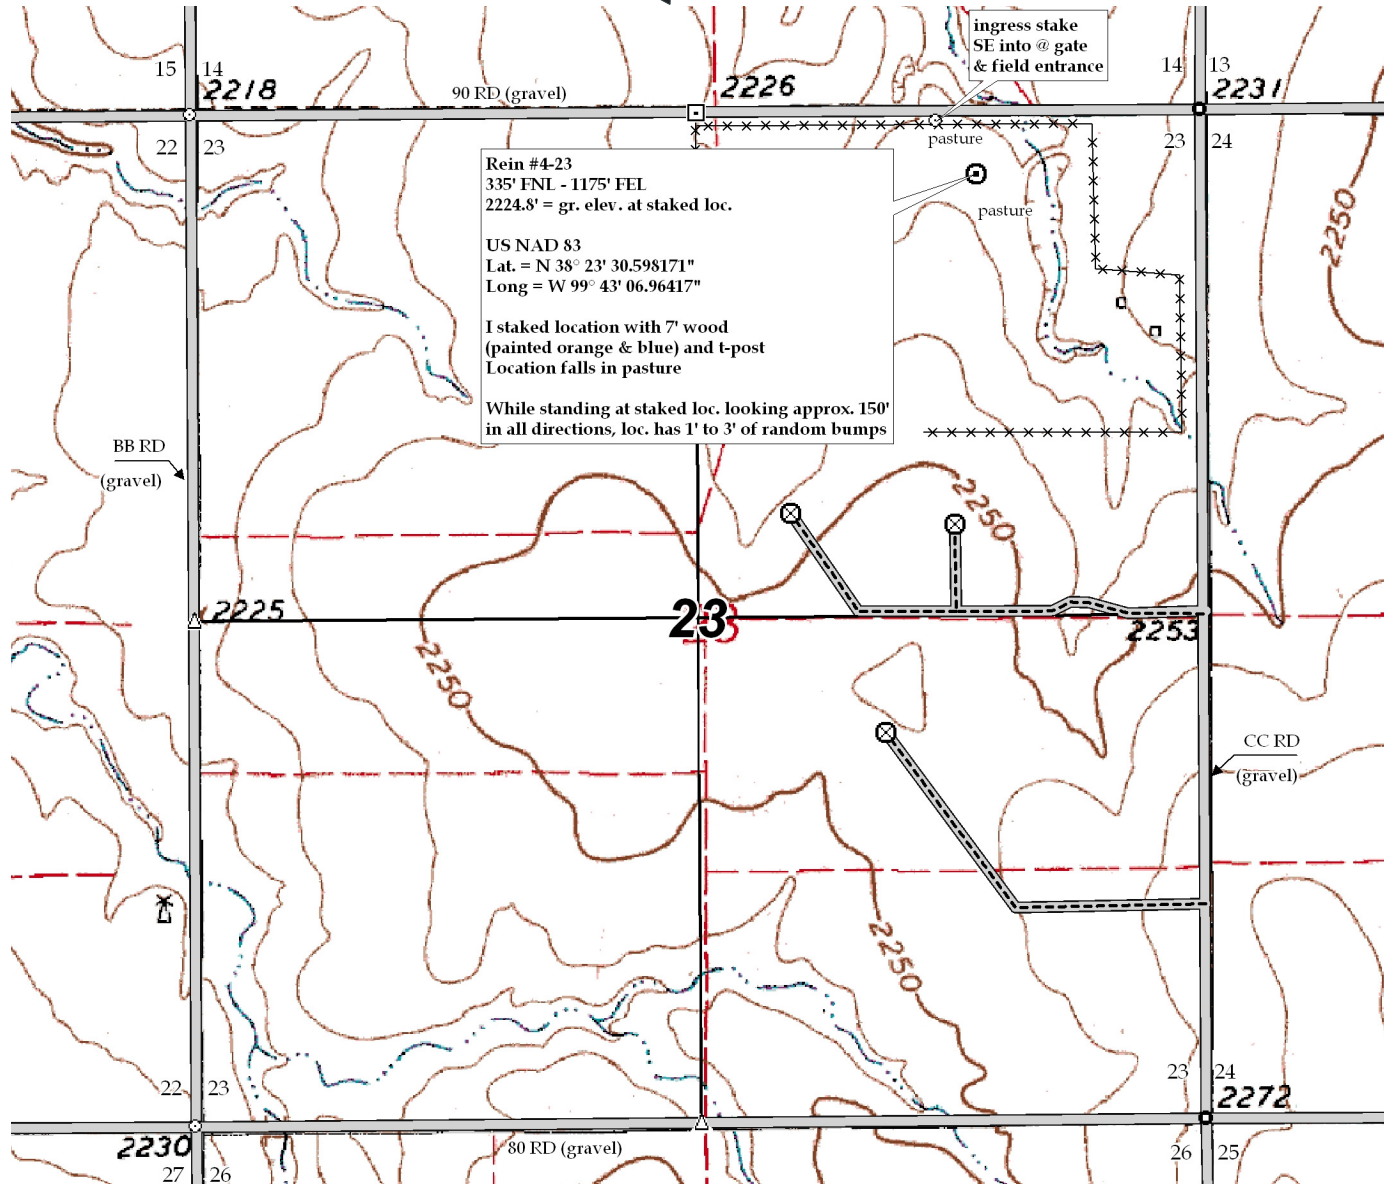 ingress stake
SE into @ gate
& field entrance
15 14
14 13
2218
90 RD (gravel)
2226
2231
22 23
pasture
23 24
Rein #4-23
335' FNL - 1175' FEL
2224.8' = gr. elev. at staked loc.
pasture
2250
US NAD 83
Lat. = N 38° 23' 30.598171"
Long = W 99° 43' 06.96417"
I staked location with 7' wood
(painted orange & blue) and t-post
Location falls in pasture
While standing at staked loc. looking approx. 150'
in all directions, loc. has 1' to 3' of random bumps
BB RD
(gravel)
2250
2225
23
2253
2250
CC RD
(gravel)
2250
22 23
23 24
2272
2230
80 RD (gravel)
27 26
26 25